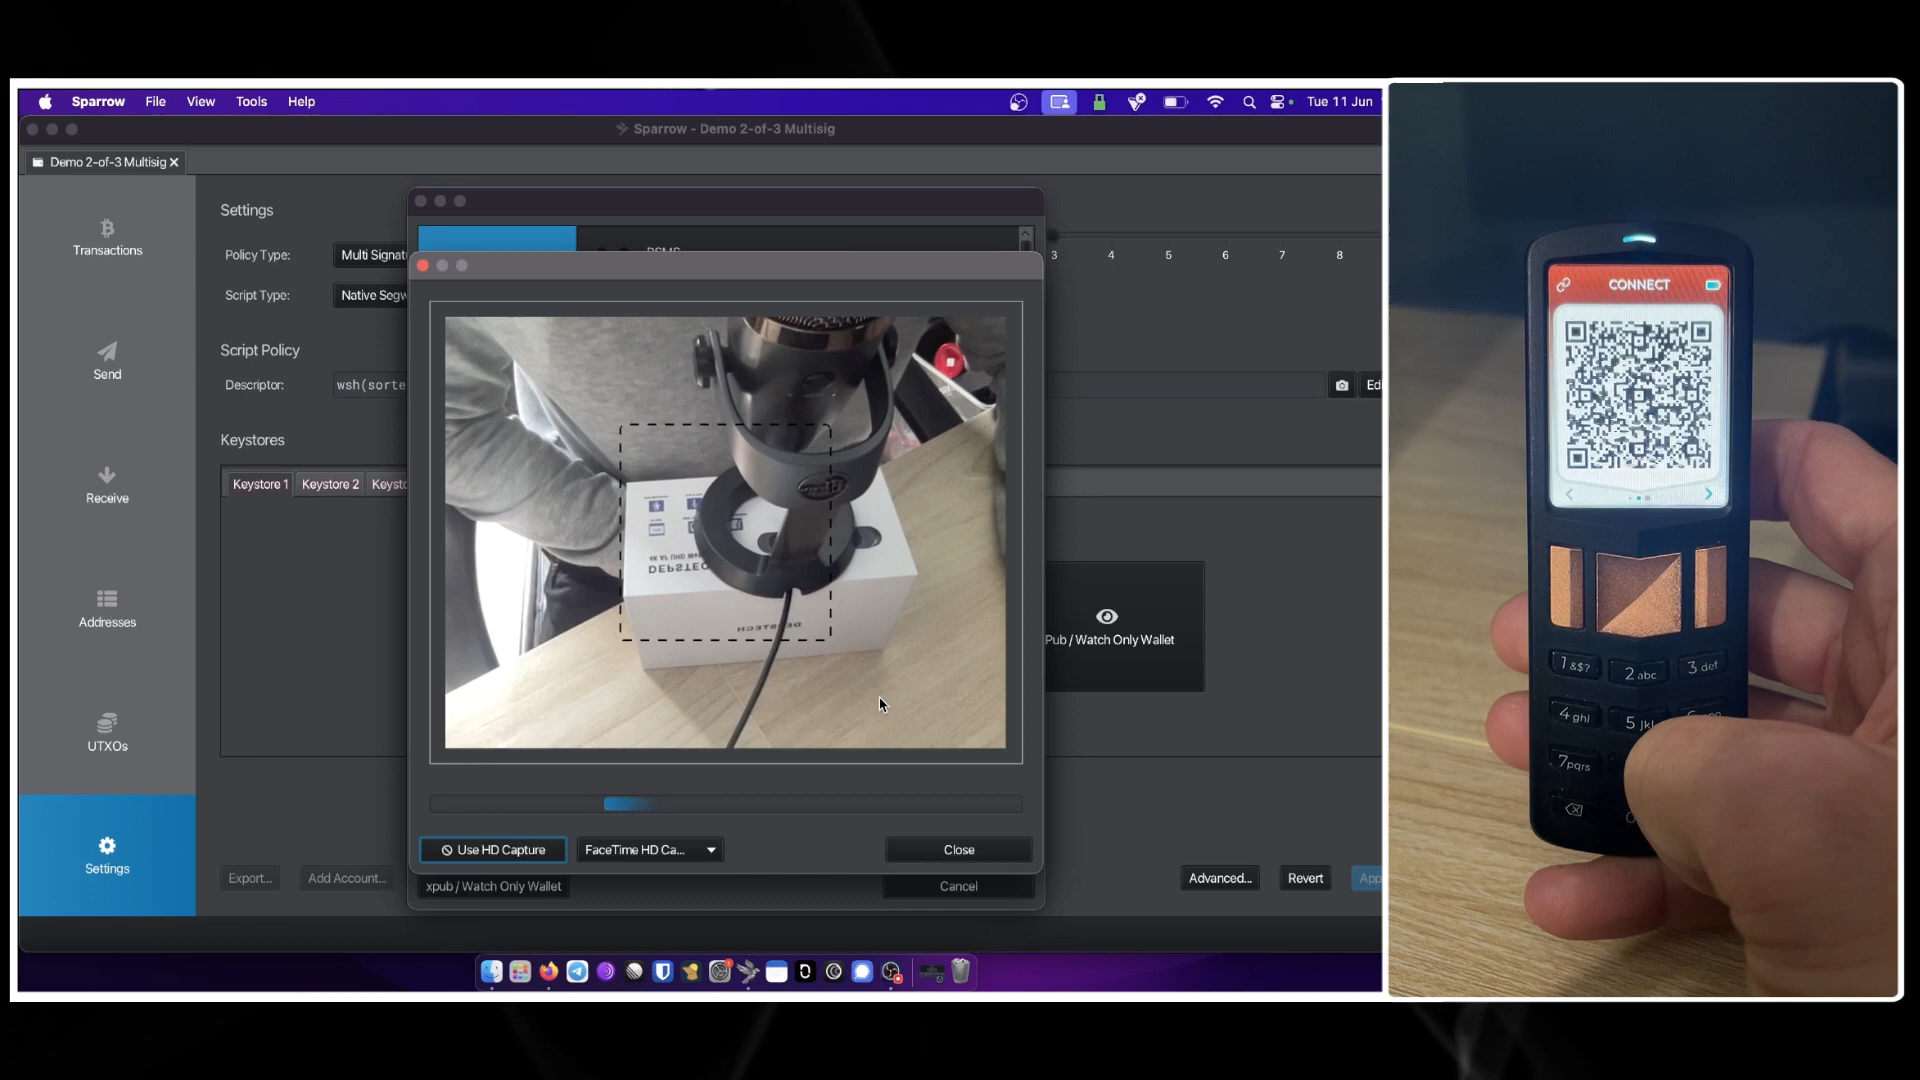 Sparrow File View Tools Help
Tue 11 Jun
Sparrow - Demo 2-of-3 Multisig
Demo 2-of-3 Multisig
Transactions
Send
Receive
Addresses
UTXOs
Settings
Settings
Policy Type:
Multi Signat
Script Type:
Native Segw
3 4 5 6 7 8
Script Policy
Descriptor:
wsh(sorte
Edi
Keystores
Keystore 1
Keystore 2
Keysto
DEPSTECH
Pub / Watch Only Wallet
Use HD Capture
FaceTime HD Ca...
Close
xpub / Watch Only Wallet
Cancel
Export...
Add Account...
Advanced...
Revert
App
CONNECT
1 &$?
2 abc
3 def
4 ghi
5 jkl
7 pqrs